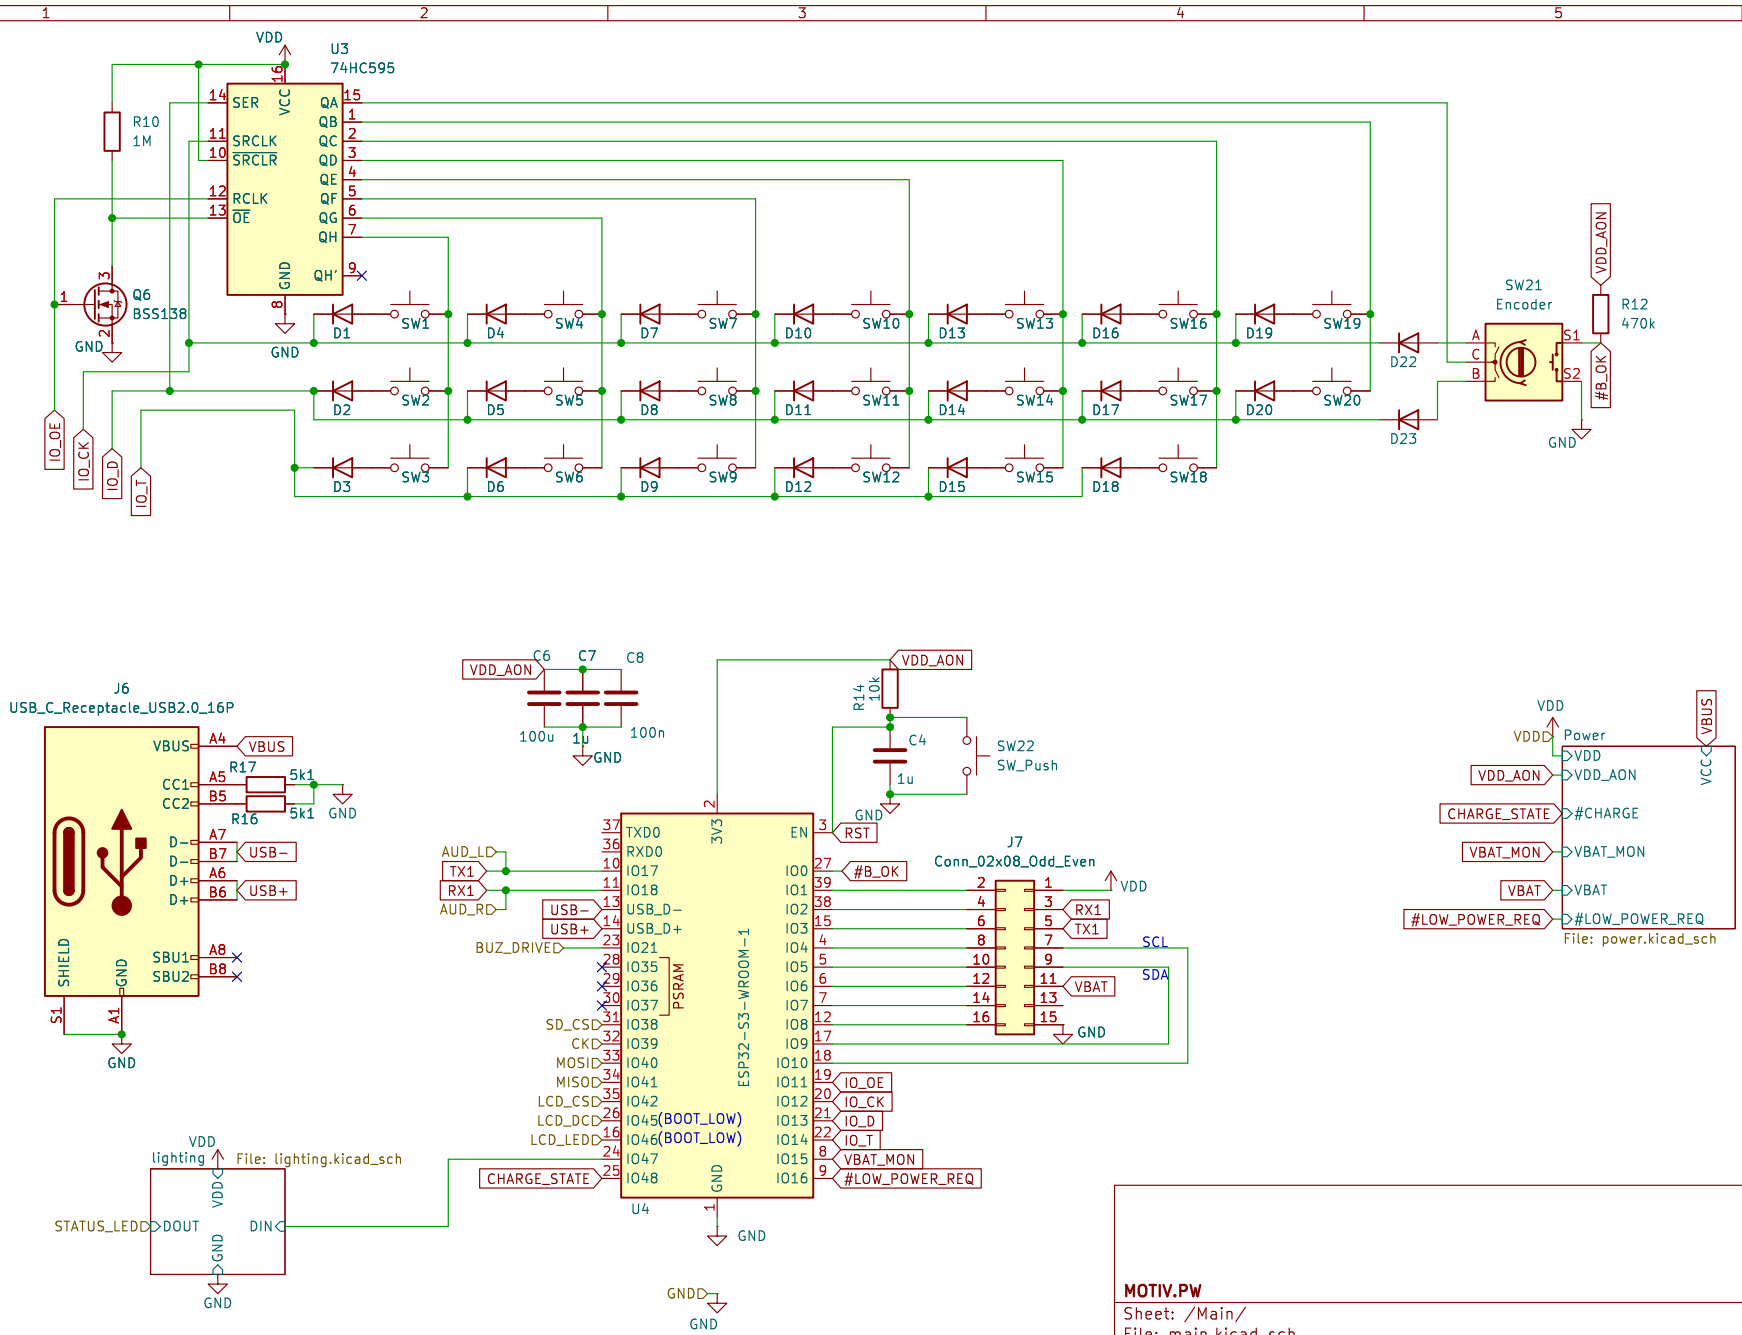 1 2 3 4 5
VDD
U3
74HC595
16
VCC
14 SER
11 SRCLK
10 SRCLR
12 RCLK
13 OE
QA 15
QB 1
QC 2
QD 3
QE 4
QF 5
QG 6
QH 7
QH' 9
GND
8
GND
R10
1M
3
1
2
Q6
BSS138
GND
IO_OE
IO_CK
IO_D
IO_T
D1 SW1 D4 SW4 D7 SW7 D10 SW10 D13 SW13 D16 SW16 D19 SW19
D2 SW2 D5 SW5 D8 SW8 D11 SW11 D14 SW14 D17 SW17 D20 SW20
D3 SW3 D6 SW6 D9 SW9 D12 SW12 D15 SW15 D18 SW18
D22
D23
SW21
Encoder
A
C
B
S1
S2
VDD_AON
R12
470k
#B_OK
GND
J6
USB_C_Receptacle_USB2.0_16P
VBUS A4 VBUS
CC1 A5 R17 5k1
CC2 B5 R16 5k1
GND
D- A7
D- B7 USB-
D+ A6
D+ B6 USB+
SBU1 A8
SBU2 B8
SHIELD
GND
S1
A1
GND
VDD_AON
C6 C7 C8
100u 1u 100n
GND
VDD_AON
R14
10k
C4
1u
SW22
SW_Push
GND
RST
2
3V3
37 TXD0
36 RXD0
AUD_L
TX1 10 IO17
RX1 11 IO18
AUD_R
USB- 13 USB_D-
USB+ 14 USB_D+
BUZ_DRIVE 23 IO21
28 IO35
29 IO36
30 IO37
PSRAM
SD_CS 31 IO38
CK 32 IO39
MOSI 33 IO40
MISO 34 IO41
LCD_CS 35 IO42
LCD_DC 26 IO45 (BOOT_LOW)
LCD_LED 16 IO46 (BOOT_LOW)
24 IO47
CHARGE_STATE 25 IO48
ESP32-S3-WROOM-1
EN 3
IO0 27 #B_OK
IO1 39
IO2 38
IO3 15
IO4 4
IO5 5
IO6 6
IO7 7
IO8 12
IO9 17
IO10 18
IO11 19 IO_OE
IO12 20 IO_CK
IO13 21 IO_D
IO14 22 IO_T
IO15 8 VBAT_MON
IO16 9 #LOW_POWER_REQ
GND
1
U4
GND
GND
GND
J7
Conn_02x08_Odd_Even
2 1 VDD
4 3 RX1
6 5 TX1
8 7 SCL
10 9 SDA
12 11 VBAT
14 13
16 15 GND
VBUS
VDD
VDD
Power
VDD
VCC
VDD_AON VDD_AON
CHARGE_STATE #CHARGE
VBAT_MON VBAT_MON
VBAT VBAT
#LOW_POWER_REQ #LOW_POWER_REQ
File: power.kicad_sch
VDD
lighting File: lighting.kicad_sch
VDD
STATUS_LED DOUT DIN
GND
GND
MOTIV.PW
Sheet: /Main/
File: main.kicad_sch